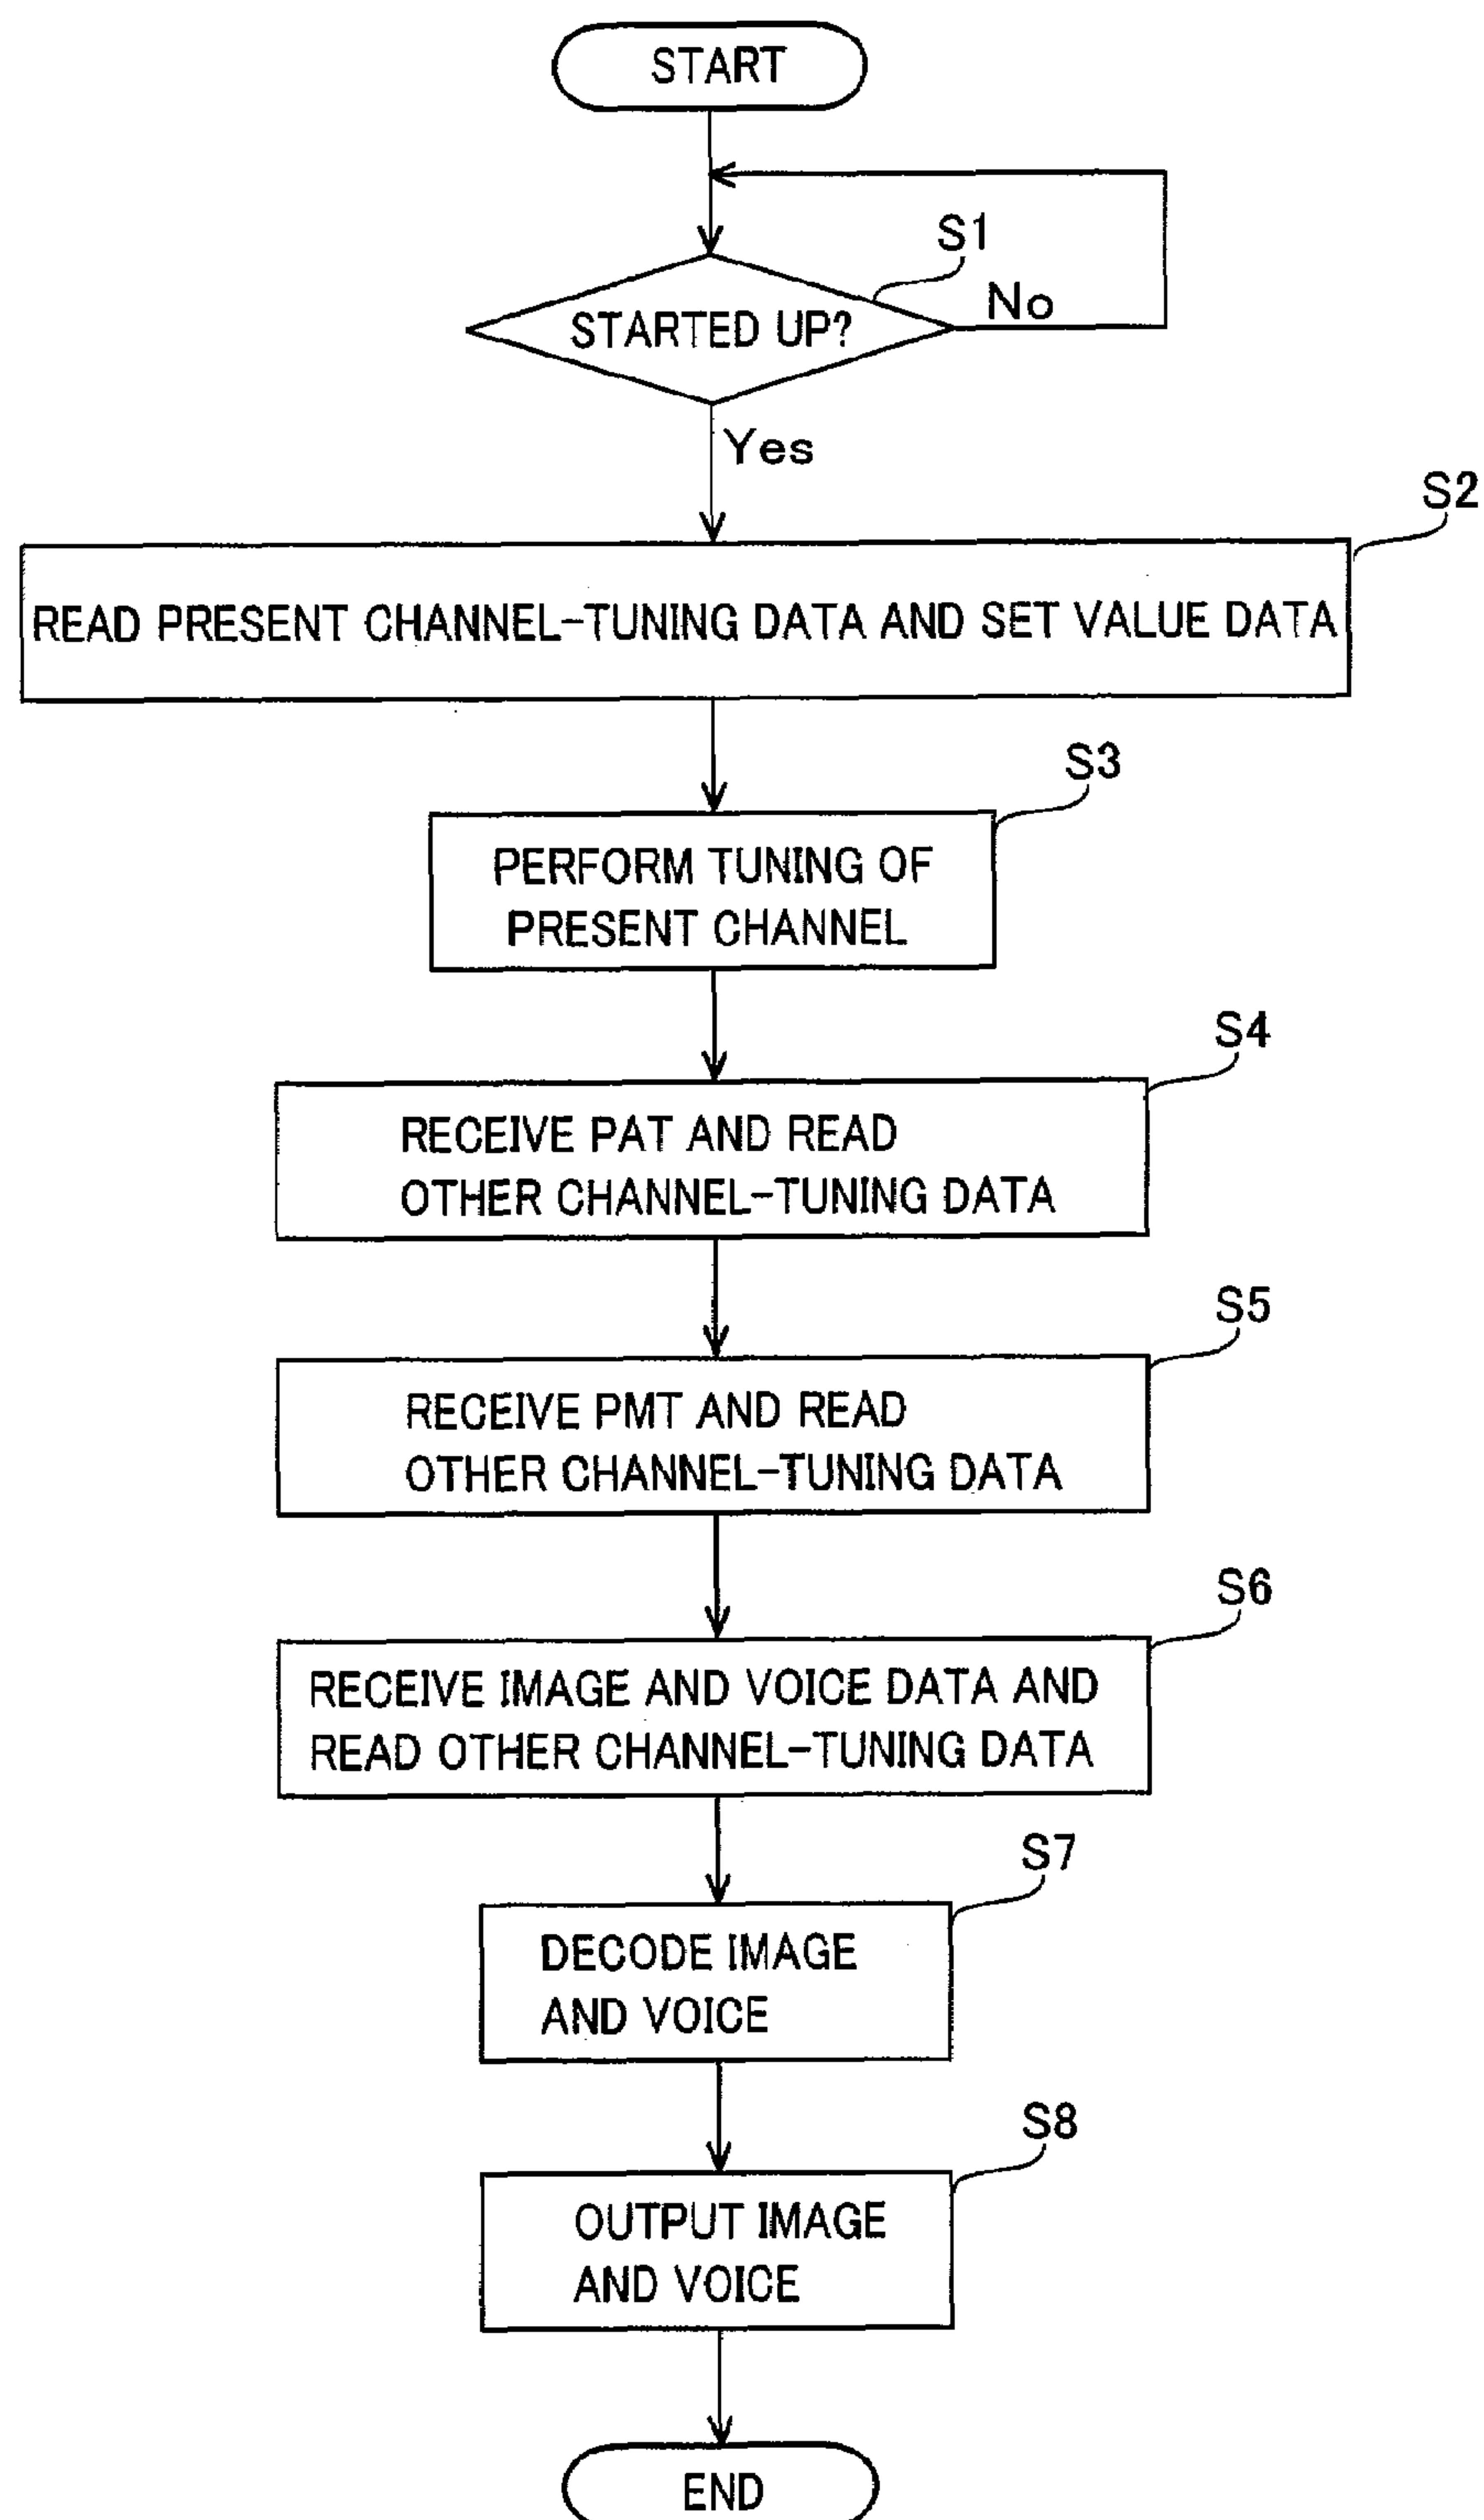 START
S1
STARTED UP?
No
Yes
S2
READ PRESENT CHANNEL-TUNING DATA AND SET VALUE DATA
S3
PERFORM TUNING OF
PRESENT CHANNEL
S4
RECEIVE PAT AND READ
OTHER CHANNEL-TUNING DATA
S5
RECEIVE PMT AND READ
OTHER CHANNEL-TUNING DATA
S6
RECEIVE IMAGE AND VOICE DATA AND
READ OTHER CHANNEL-TUNING DATA
S7
DECODE IMAGE
AND VOICE
S8
OUTPUT IMAGE
AND VOICE
END